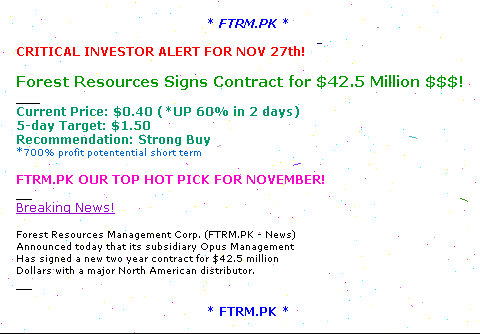 * FTRM.PK *
CRITICAL INVESTOR ALERT FOR NOV 27th!
Forest Resources Signs Contract for $42.5 Million $$$!
Current Price: $0.40 (*UP 60% in 2 days)
5-day Target: $1.50
Recommendation: Strong Buy
*700% profit potentential short term
FTRM.PK OUR TOP HOT PICK FOR NOVEMBER!
Breaking News!
Forest Resources Management Corp. (FTRM.PK - News)
Announced today that its subsidiary Opus Management
Has signed a new two year contract for $42.5 million
Dollars with a major North American distributor.
* FTRM.PK *